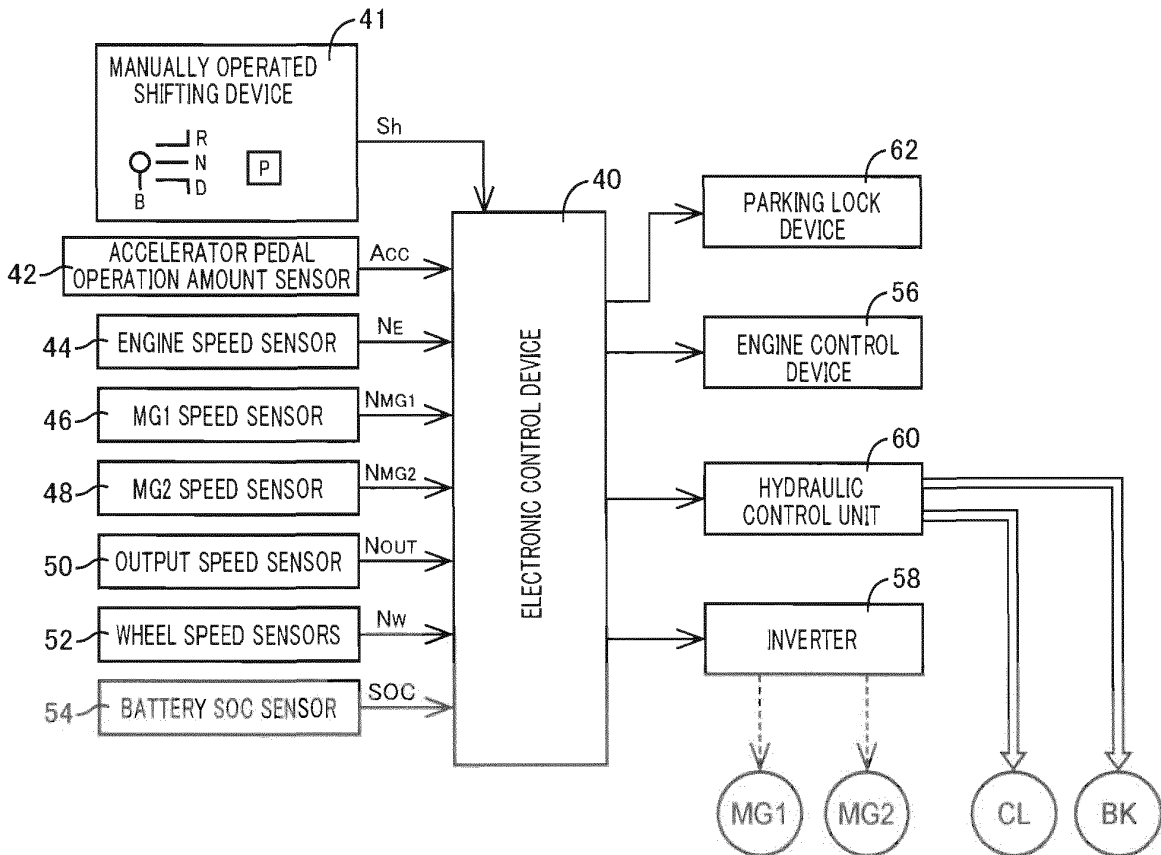 41
MANUALLY OPERATED
SHIFTING DEVICE
R
N
D
B
P
Sh
40
62
PARKING LOCK
DEVICE
42
ACCELERATOR PEDAL
OPERATION AMOUNT SENSOR
ACC
44
ENGINE SPEED SENSOR
NE
56
ENGINE CONTROL
DEVICE
46
MG1 SPEED SENSOR
NMG1
ELECTRONIC CONTROL DEVICE
48
MG2 SPEED SENSOR
NMG2
60
HYDRAULIC
CONTROL UNIT
50
OUTPUT SPEED SENSOR
NOUT
52
WHEEL SPEED SENSORS
NW
58
INVERTER
54
BATTERY SOC SENSOR
SOC
MG1
MG2
CL
BK